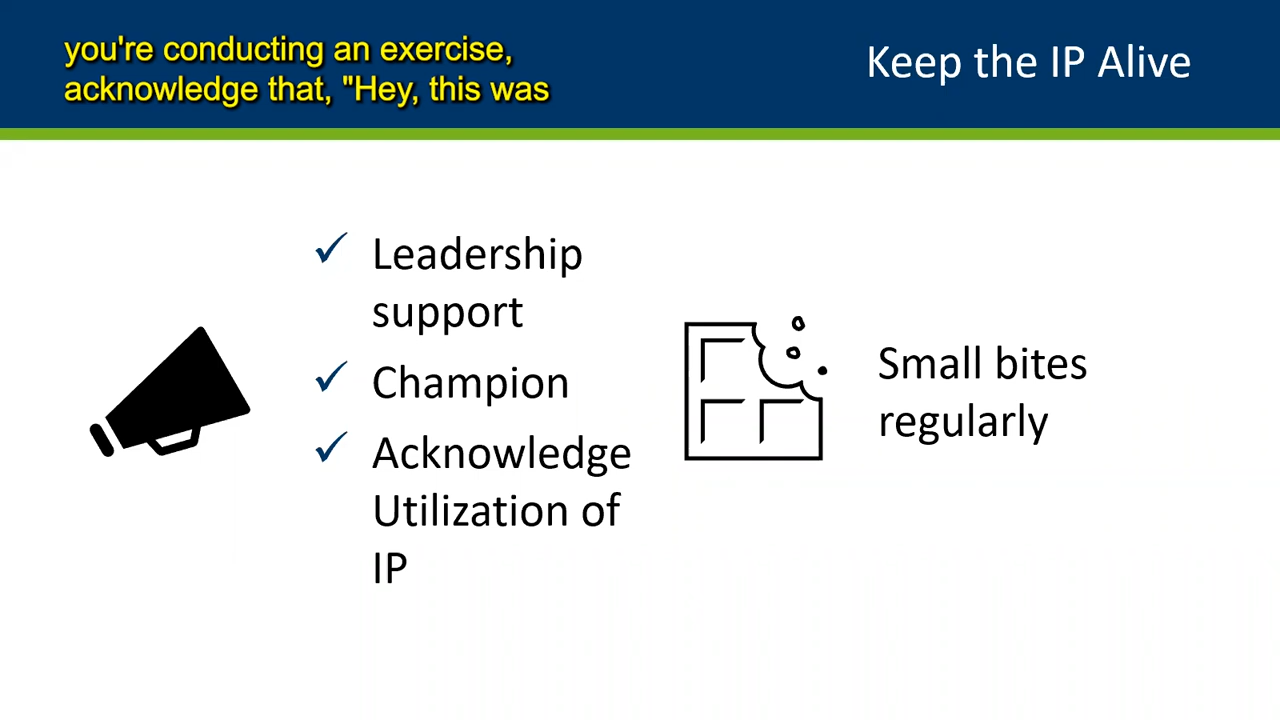 you're conducting an exercise,
acknowledge that, "Hey, this was
Keep the IP Alive
Leadership
support
Champion
Acknowledge
Utilization of
IP
Small bites
regularly